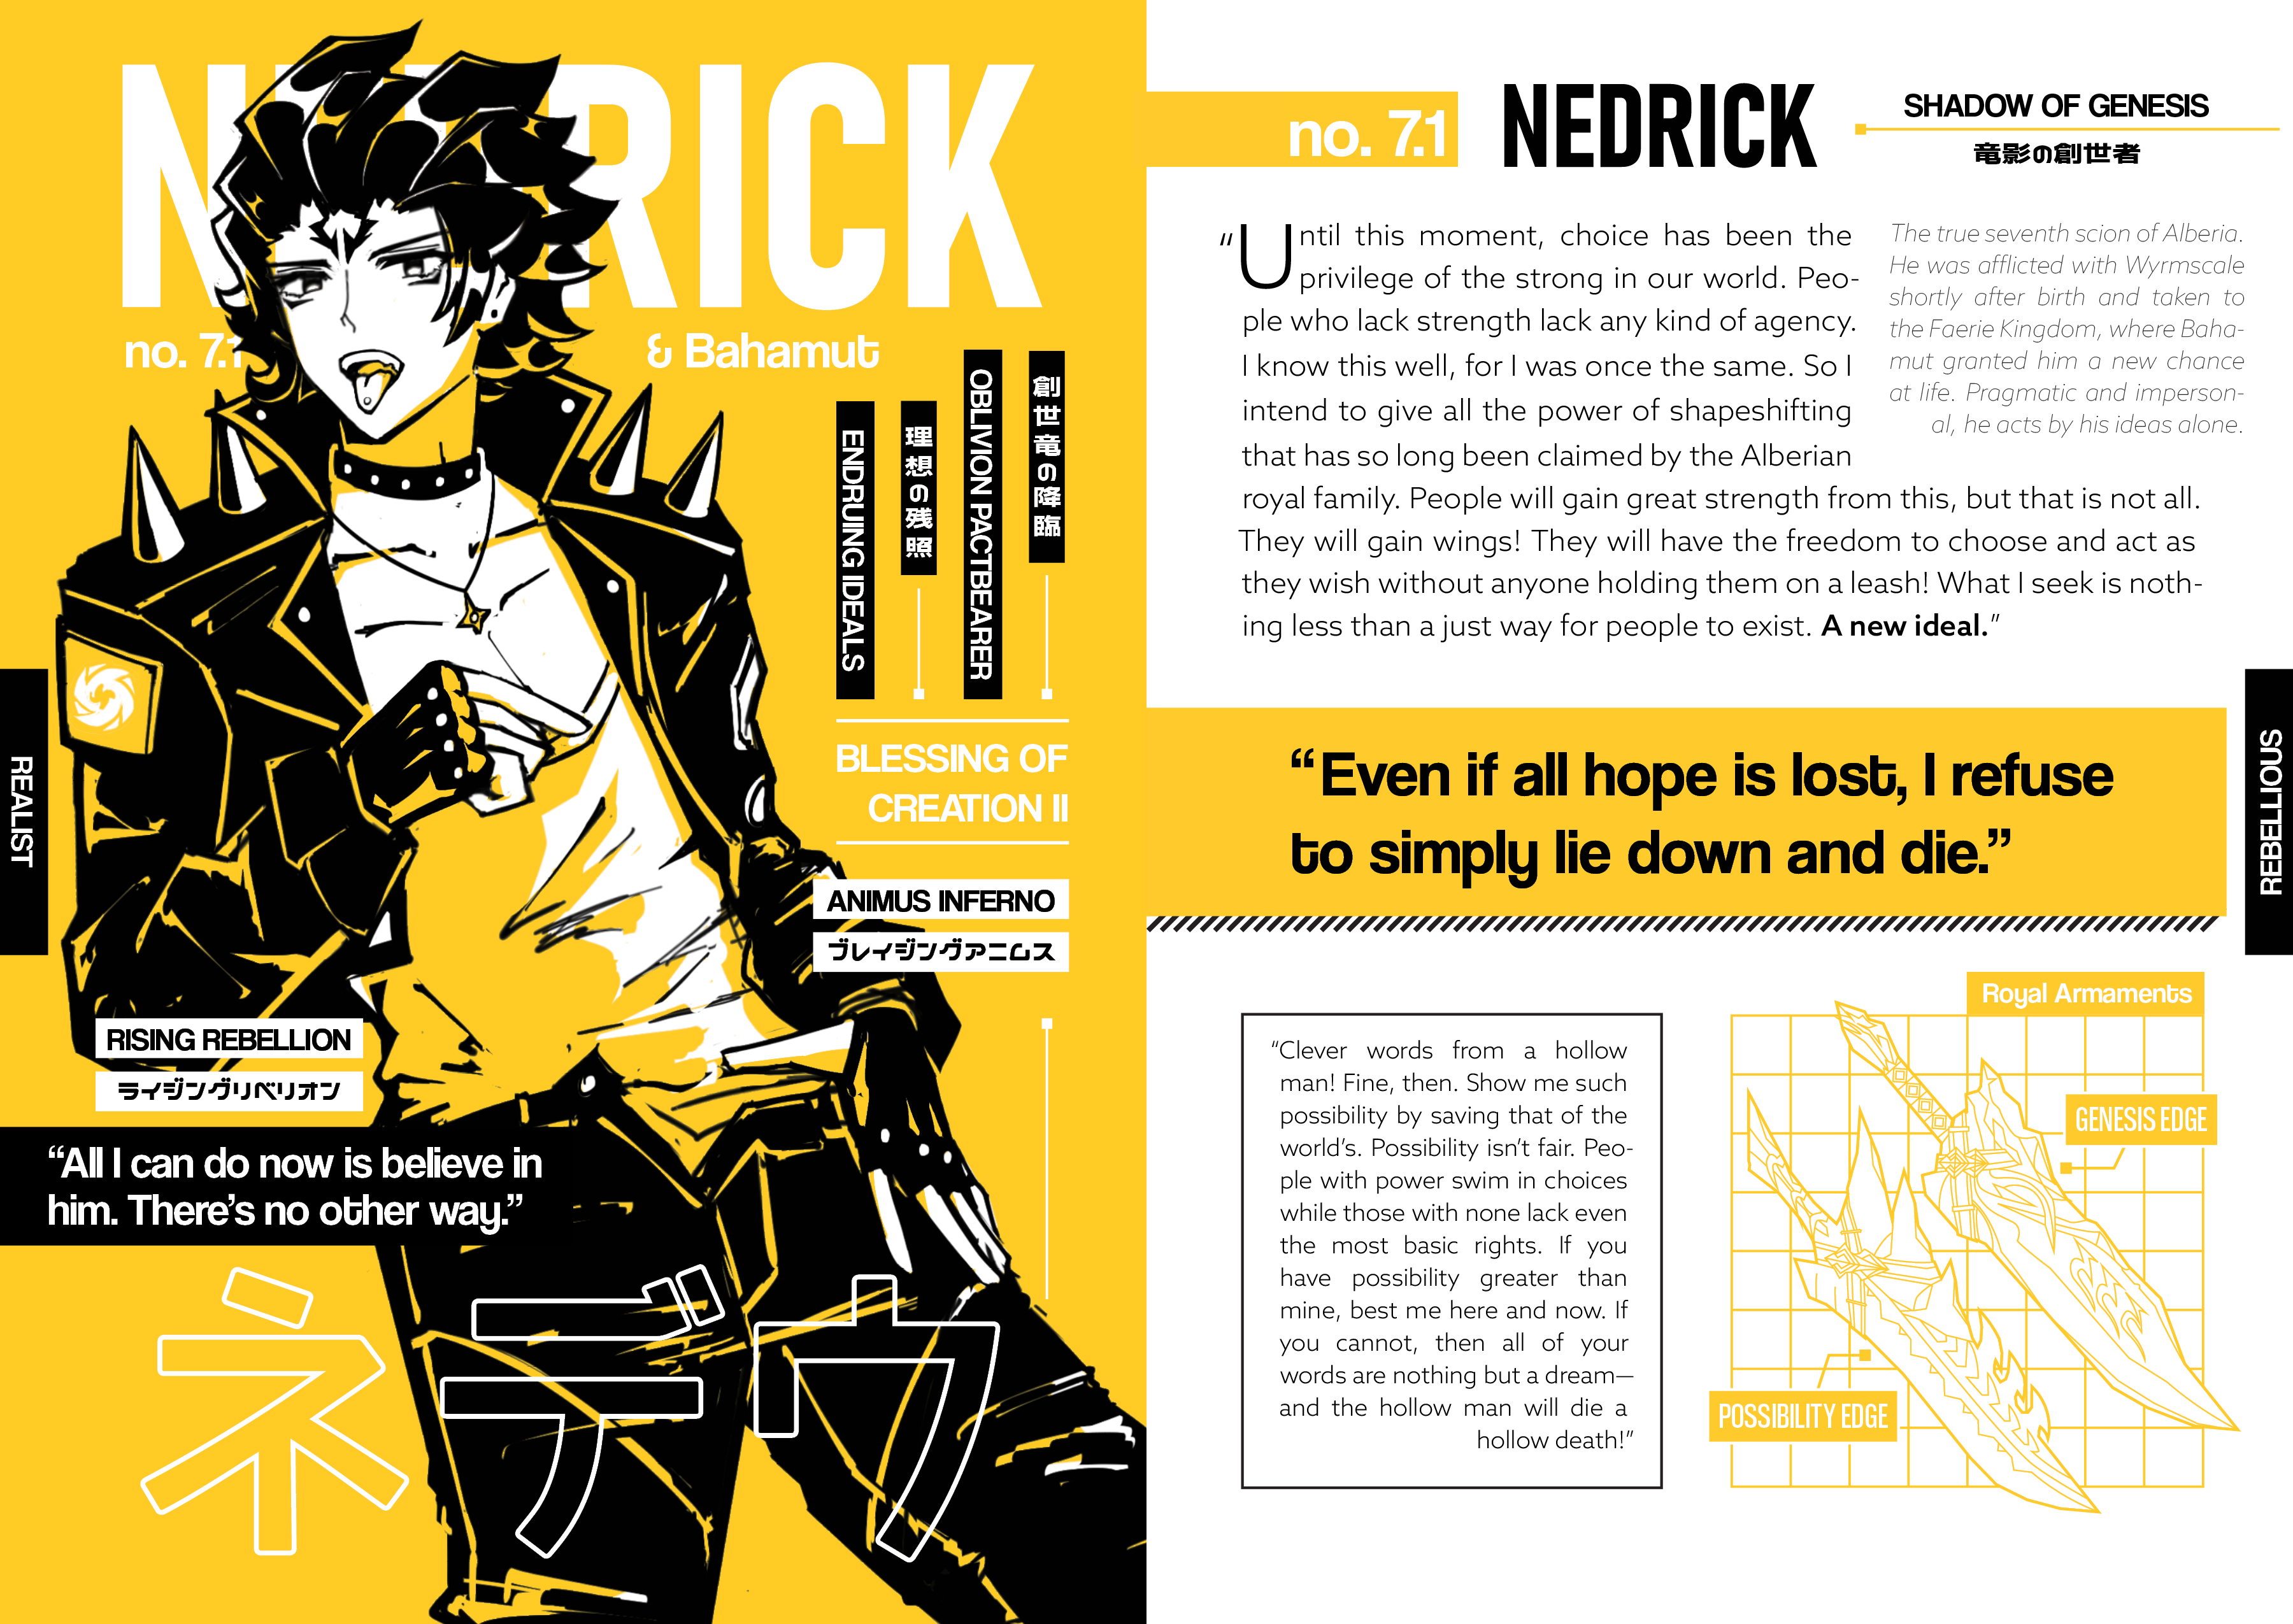 NEDRICK
no. 7.1
& Bahamut
ENDRUING IDEALS
理想の残照
OBLIVION PACTBEARER
創世竜の降臨
REALIST
BLESSING OF
CREATION II
ANIMUS INFERNO
ブレイジングアニムス
RISING REBELLION
ライジングリベリオン
“All I can do now is believe in
him. There’s no other way.”
ネデウ
no. 7.1
NEDRICK
SHADOW OF GENESIS
竜影の創世者
“Until this moment, choice has been the
privilege of the strong in our world. Peo-
ple who lack strength lack any kind of agency.
I know this well, for I was once the same. So I
intend to give all the power of shapeshifting
that has so long been claimed by the Alberian
royal family. People will gain great strength from this, but that is not all.
They will gain wings! They will have the freedom to choose and act as
they wish without anyone holding them on a leash! What I seek is noth-
ing less than a just way for people to exist. A new ideal.”
The true seventh scion of Alberia.
He was afflicted with Wyrmscale
shortly after birth and taken to
the Faerie Kingdom, where Baha-
mut granted him a new chance
at life. Pragmatic and imperson-
al, he acts by his ideas alone.
“Even if all hope is lost, I refuse
to simply lie down and die.”
REBELLIOUS
“Clever words from a hollow
man! Fine, then. Show me such
possibility by saving that of the
world’s. Possibility isn’t fair. Peo-
ple with power swim in choices
while those with none lack even
the most basic rights. If you
have possibility greater than
mine, best me here and now. If
you cannot, then all of your
words are nothing but a dream—
and the hollow man will die a
hollow death!”
Royal Armaments
GENESIS EDGE
POSSIBILITY EDGE